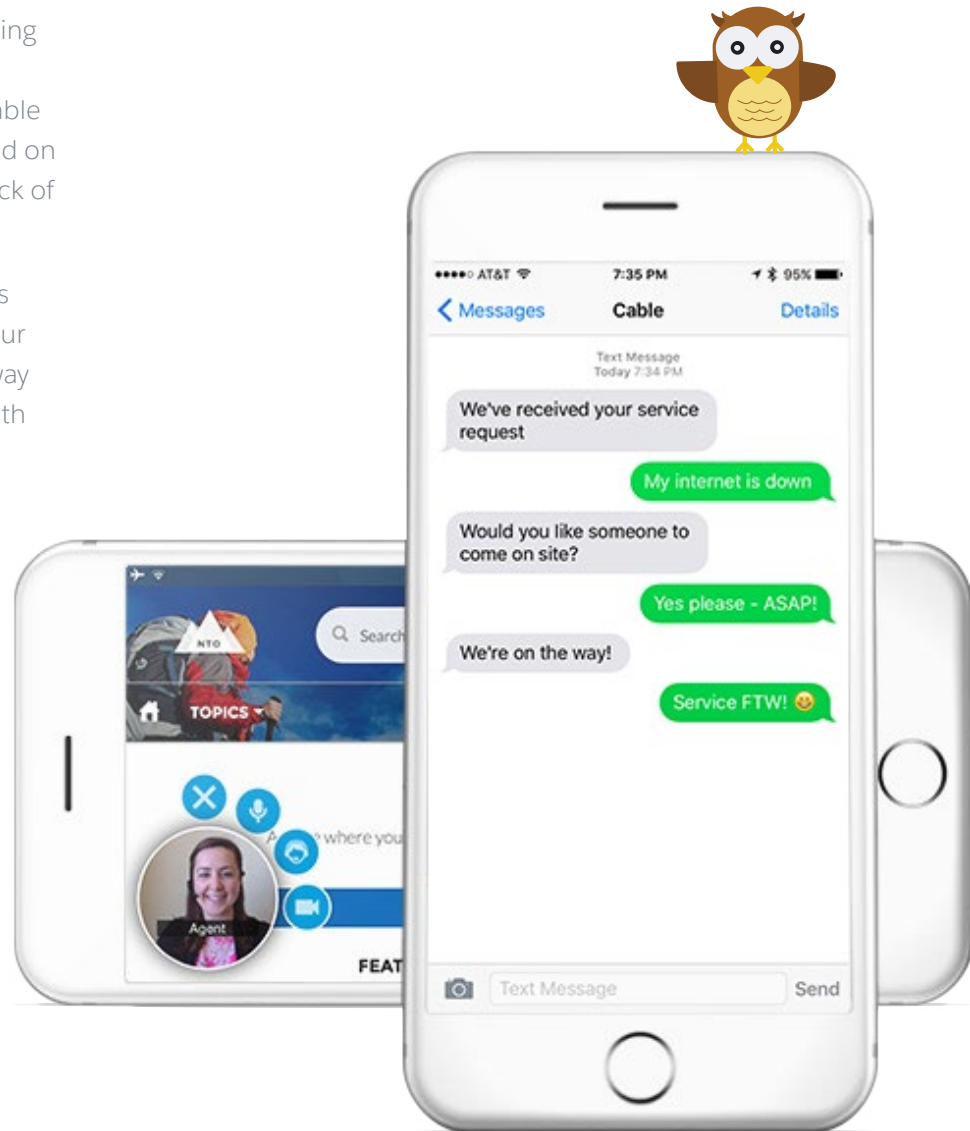 ing
able
d on
ck of
s
ur
way
th
AT&T 7:35 PM 95%
Messages Cable Details
Text Message
Today 7:34 PM
We've received your service
request
My internet is down
Would you like someone to
come on site?
Yes please - ASAP!
We're on the way!
Service FTW! 😀
Text Message Send
NTO
Search
TOPICS
where you
Agent
FEAT